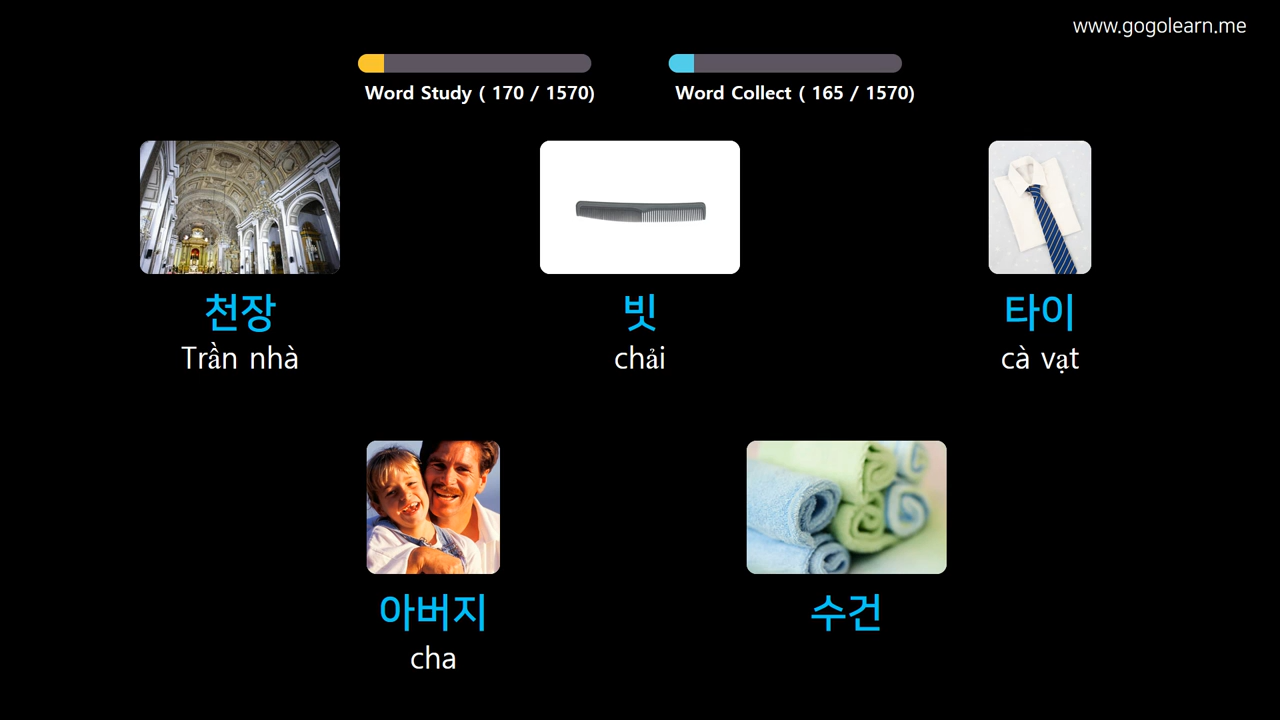 www.gogolearn.me
Word Study ( 170 / 1570)
Word Collect ( 165 / 1570)
천장
Trần nhà
빗
chải
타이
cà vạt
아버지
cha
수건